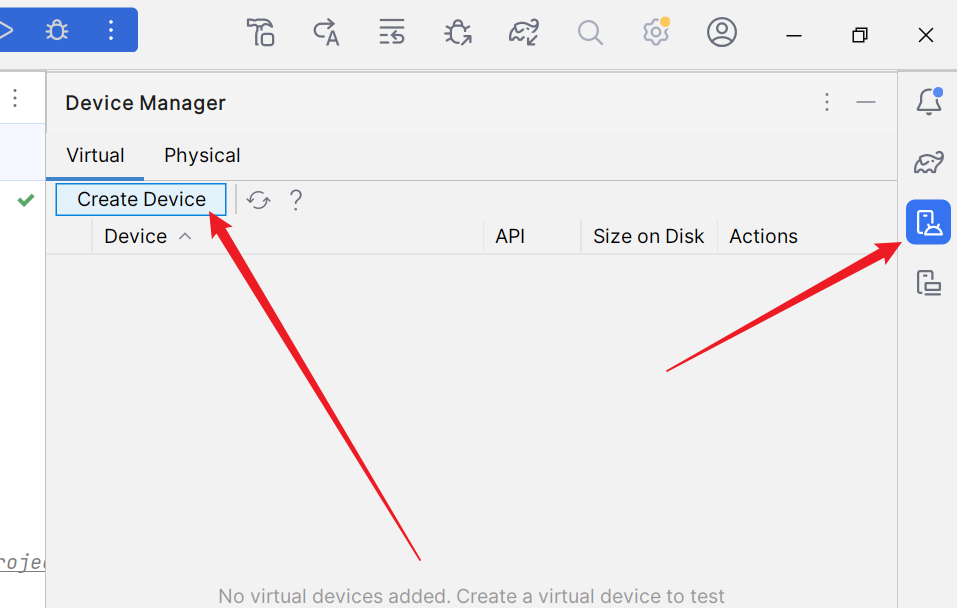 Device Manager
Virtual Physical
Create Device ?
Device API Size on Disk Actions
roje
No virtual devices added. Create a virtual device to test